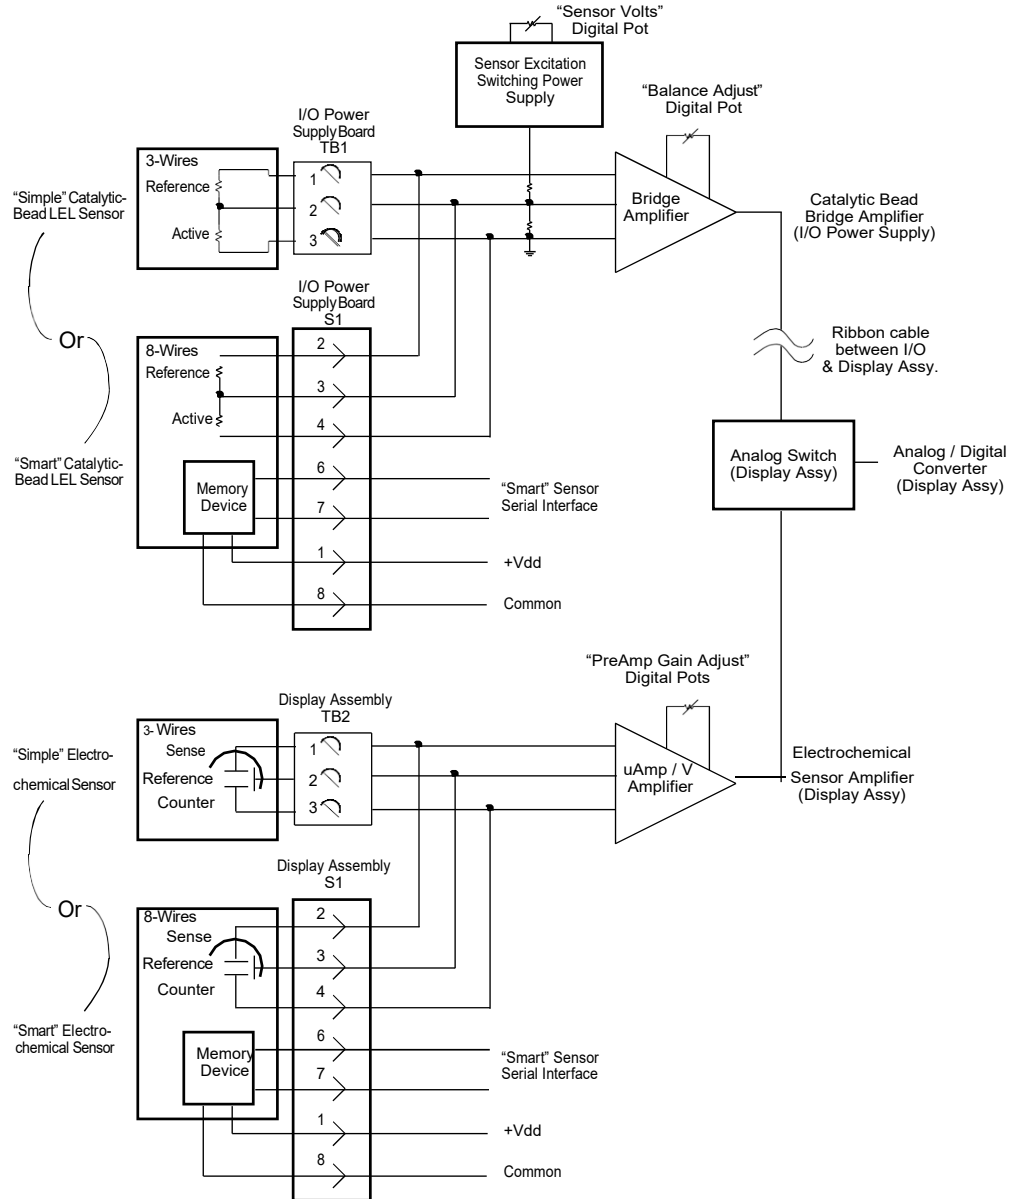 “Sensor Volts”
Digital Pot
Sensor Excitation
Switching Power
Supply
“Balance Adjust”
Digital Pot
I/O Power
Supply Board
TB1
3-Wires
Reference
Active
1
2
3
“Simple” Catalytic-
Bead LEL Sensor
Bridge
Amplifier
Catalytic Bead
Bridge Amplifier
(I/O Power Supply)
Or
I/O Power
Supply Board
S1
8-Wires
Reference
Active
2
3
4
6
7
1
8
Memory
Device
“Smart” Catalytic-
Bead LEL Sensor
“Smart” Sensor
Serial Interface
+Vdd
Common
Ribbon cable
between I/O
& Display Assy.
Analog Switch
(Display Assy)
Analog / Digital
Converter
(Display Assy)
“PreAmp Gain Adjust”
Digital Pots
Display Assembly
TB2
3- Wires
Sense
Reference
Counter
1
2
3
“Simple” Electro-
chemical Sensor
uAmp / V
Amplifier
Electrochemical
Sensor Amplifier
(Display Assy)
Or
Display Assembly
S1
8-Wires
Sense
Reference
Counter
2
3
4
6
7
1
8
Memory
Device
“Smart” Electro-
chemical Sensor
“Smart” Sensor
Serial Interface
+Vdd
Common